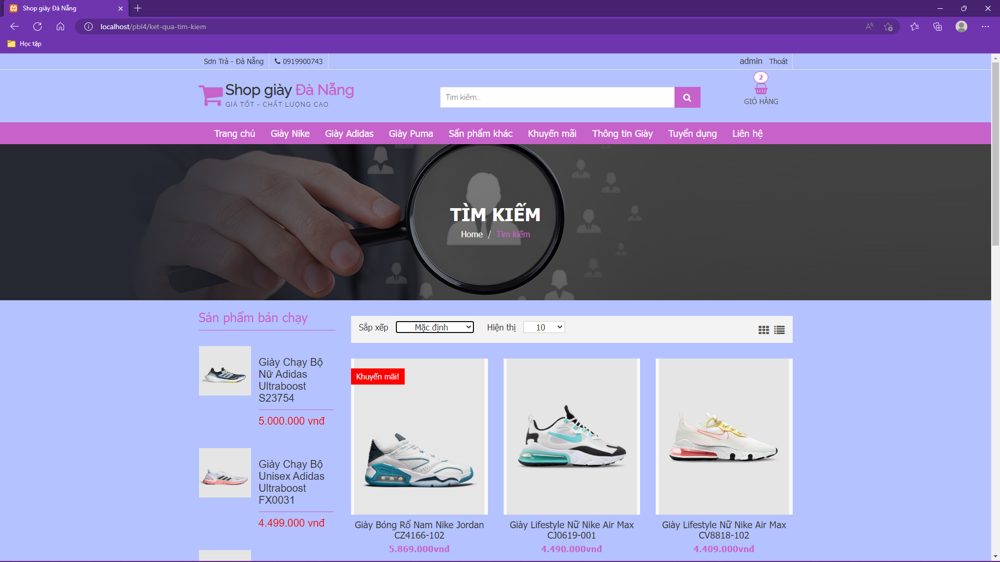 Shop giày Đà Nẵng
localhost/pbl4/ket-qua-tim-kiem
Học tập
Sơn Trà - Đà Nẵng
0919900743
admin
Thoát
Shop giày Đà Nẵng
GIÁ TỐT - CHẤT LƯỢNG CAO
Tìm kiếm...
2
GIỎ HÀNG
Trang chủ
Giày Nike
Giày Adidas
Giày Puma
Sẩn phẩm khác
Khuyến mãi
Thông tin Giày
Tuyển dụng
Liên hệ
TÌM KIẾM
Home / Tìm kiếm
Sản phẩm bán chạy
Giày Chạy Bộ
Nữ Adidas
Ultraboost
S23754
5.000.000 vnđ
Giày Chạy Bộ
Unisex Adidas
Ultraboost
FX0031
4.499.000 vnđ
Sắp xếp
Mặc định
Hiện thị
10
Khuyến mãi!
Giày Bóng Rổ Nam Nike Jordan
CZ4166-102
5.869.000vnđ
Giày Lifestyle Nữ Nike Air Max
CJ0619-001
4.490.000vnđ
Giày Lifestyle Nữ Nike Air Max
CV8818-102
4.409.000vnđ